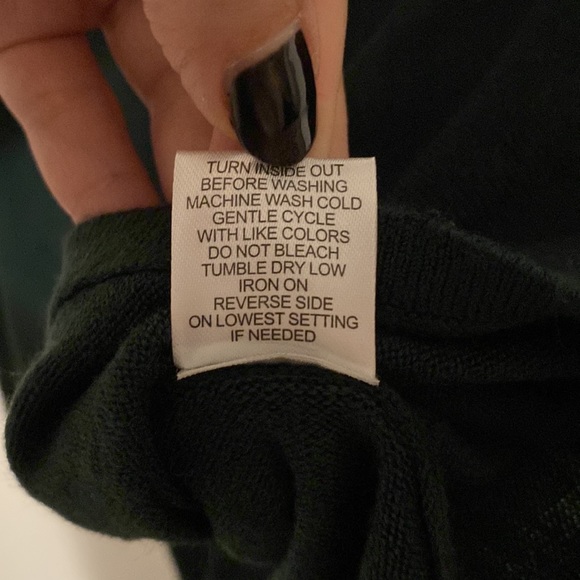 TURN INSIDE OUT
BEFORE WASHING
MACHINE WASH COLD
GENTLE CYCLE
WITH LIKE COLORS
DO NOT BLEACH
TUMBLE DRY LOW
IRON ON
REVERSE SIDE
ON LOWEST SETTING
IF NEEDED